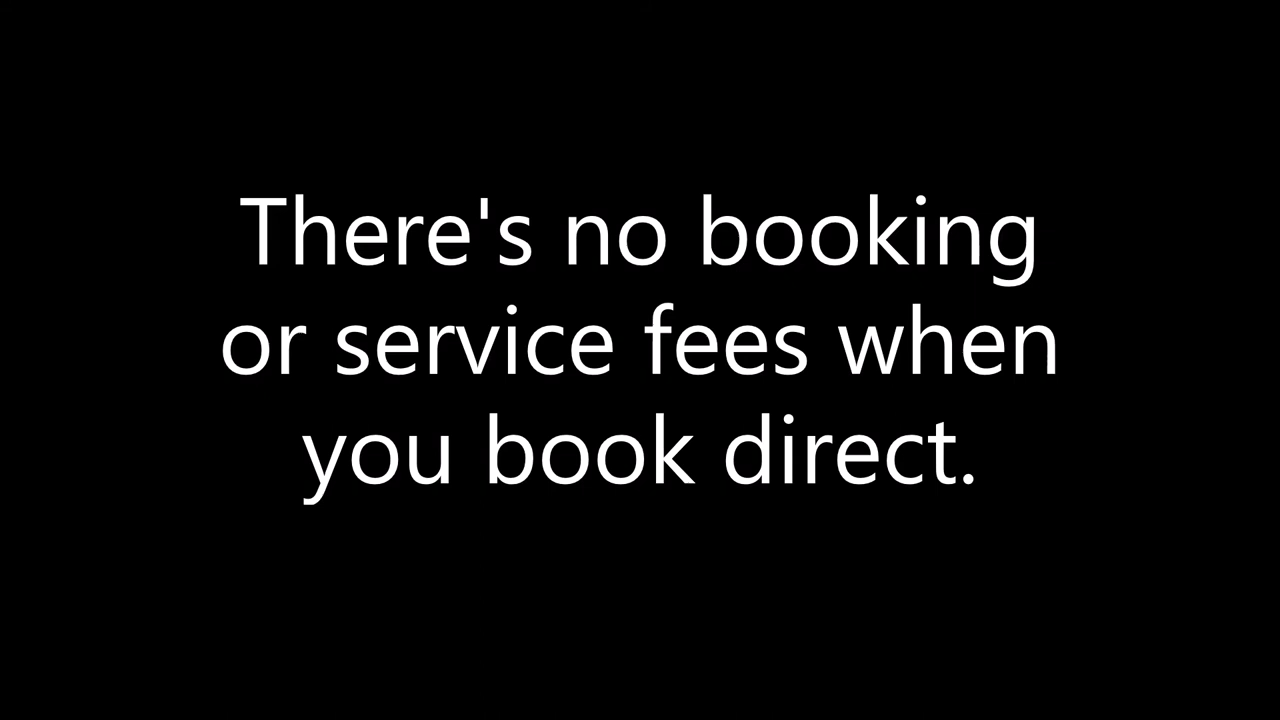 There's no booking
or service fees when
you book direct.